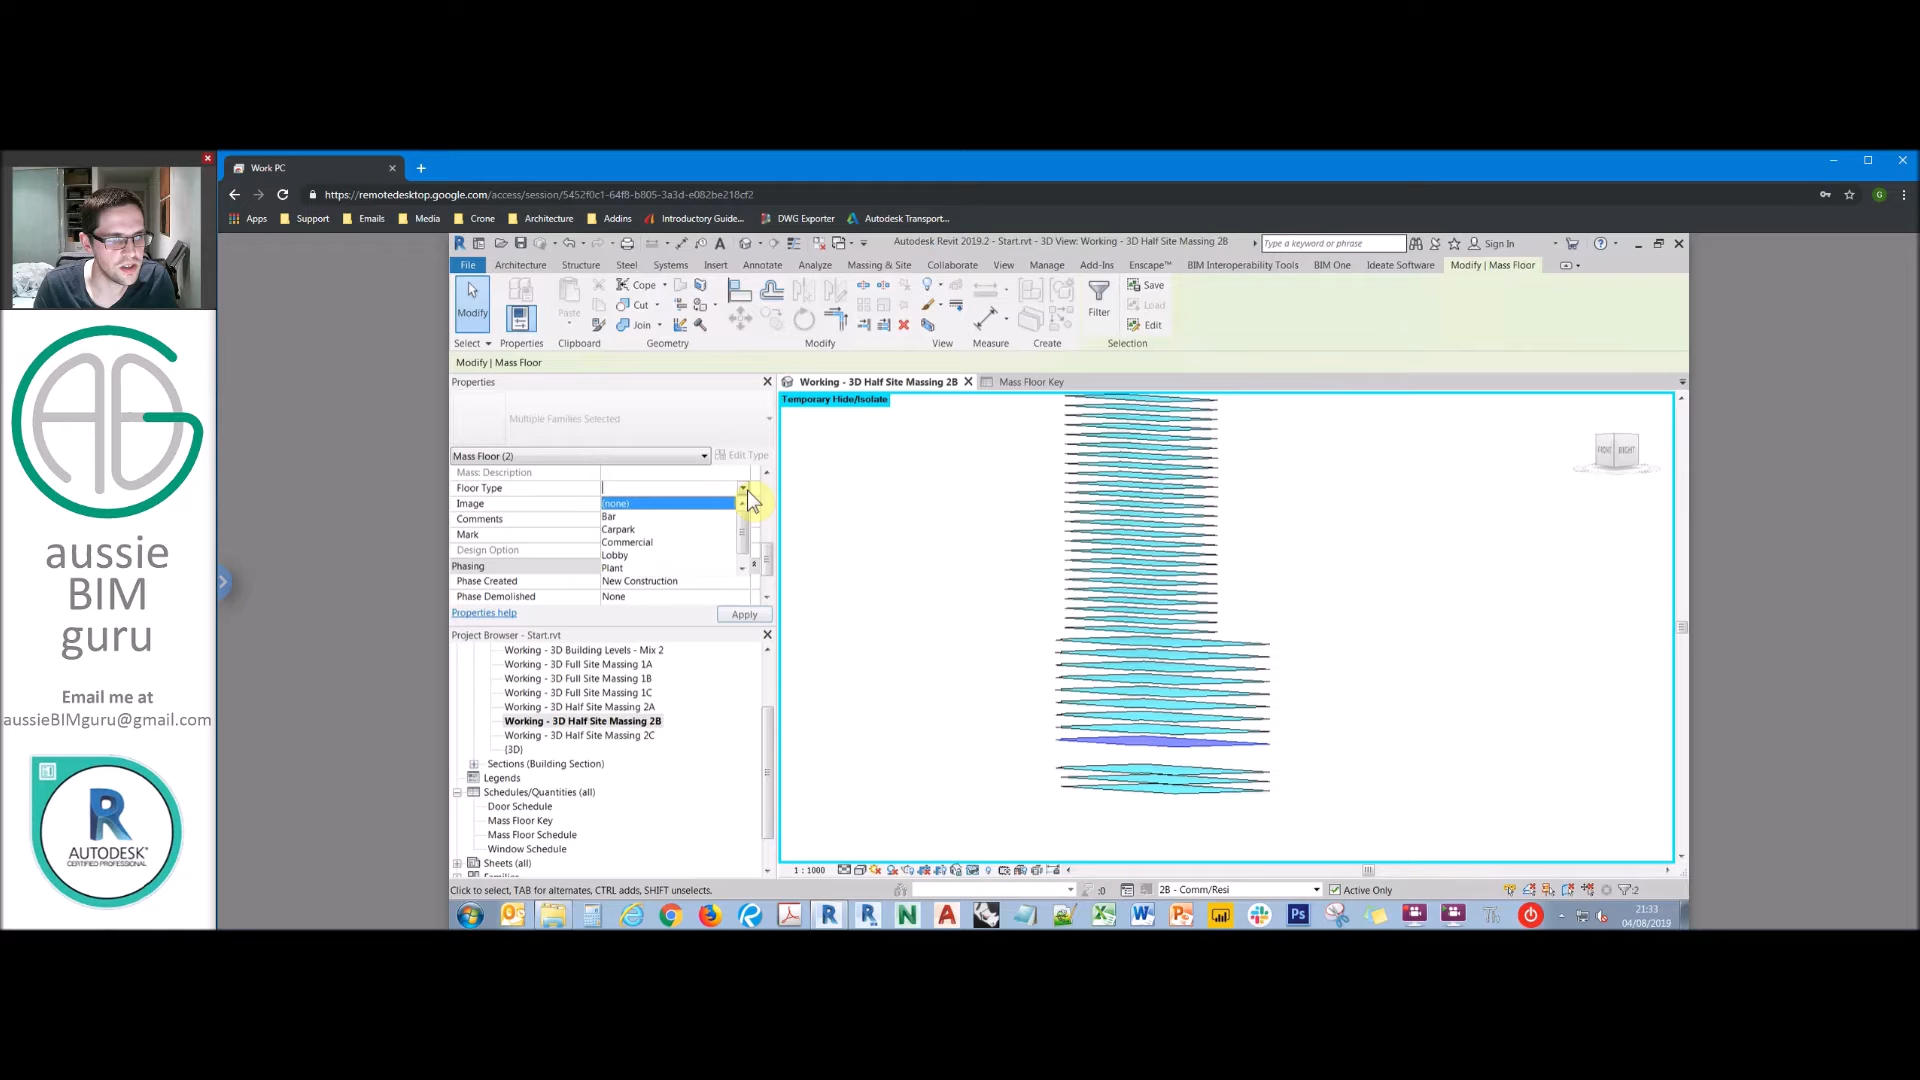 Work PC
https://remotedesktop.google.com/access/session/5452f0c1-64f8-b805-3a3d-e082be218cf2
G
Apps
Support
Emails
Media
Crone
Architecture
Addins
Introductory Guide...
DWG Exporter
Autodesk Transport...
Autodesk Revit 2019.2 - Start.rvt - 3D View: Working - 3D Half Site Massing 2B
Type a keyword or phrase
Sign In
File
Architecture
Structure
Steel
Systems
Insert
Annotate
Analyze
Massing & Site
Collaborate
View
Manage
Add-Ins
Enscape™
BIM Interoperability Tools
BIM One
Ideate Software
Modify | Mass Floor
Modify
Paste
Cope
Cut
Join
Filter
Save
Load
Edit
Select
Properties
Clipboard
Geometry
Modify
View
Measure
Create
Selection
Modify | Mass Floor
Properties
Multiple Families Selected
Mass Floor (2)
Edit Type
Mass: Description
Floor Type
Image
(none)
Bar
Comments
Carpark
Mark
Commercial
Design Option
Lobby
Phasing
Plant
Phase Created
New Construction
Phase Demolished
None
Properties help
Apply
Project Browser - Start.rvt
Working - 3D Building Levels - Mix 2
Working - 3D Full Site Massing 1A
Working - 3D Full Site Massing 1B
Working - 3D Full Site Massing 1C
Working - 3D Half Site Massing 2A
Working - 3D Half Site Massing 2B
Working - 3D Half Site Massing 2C
{3D}
Sections (Building Section)
Legends
Schedules/Quantities (all)
Door Schedule
Mass Floor Key
Mass Floor Schedule
Window Schedule
Sheets (all)
Working - 3D Half Site Massing 2B
Mass Floor Key
Temporary Hide/Isolate
FRONT
RIGHT
1 : 1000
Click to select, TAB for alternates, CTRL adds, SHIFT unselects.
:0
2B - Comm/Resi
Active Only
:2
21:33
04/08/2019
AG
aussie
BIM
guru
Email me at
aussieBIMguru@gmail.com
R
AUTODESK
CERTIFIED PROFESSIONAL